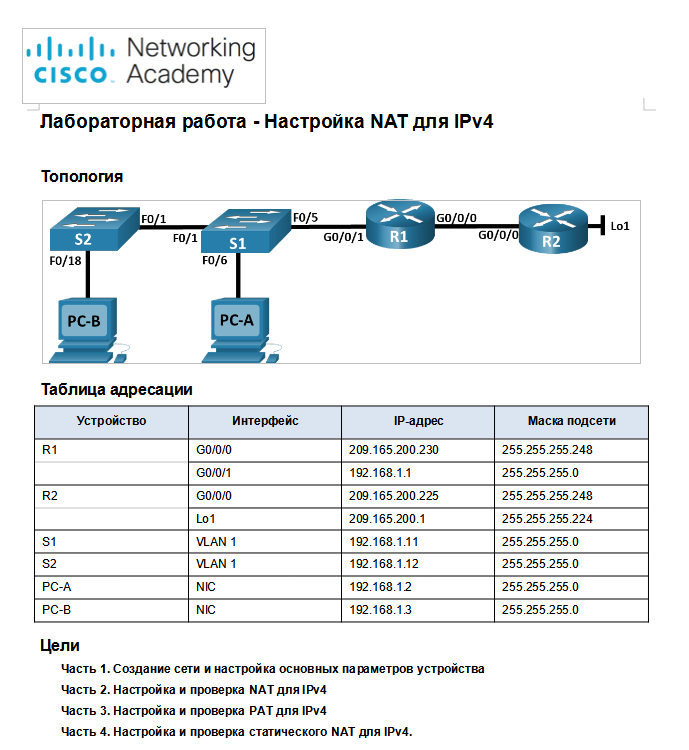 Networking
CISCO Academy
Лабораторная работа - Настройка NAT для IPv4
Топология
F0/1
F0/5
G0/0/0
S2
F0/1
S1
G0/0/1
R1
G0/0/0
R2
Lo1
F0/18
F0/6
PC-B
PC-A
Таблица адресации
Устройство Интерфейс IP-адрес Маска подсети
R1 G0/0/0 209.165.200.230 255.255.255.248
G0/0/1 192.168.1.1 255.255.255.0
R2 G0/0/0 209.165.200.225 255.255.255.248
Lo1 209.165.200.1 255.255.255.224
S1 VLAN 1 192.168.1.11 255.255.255.0
S2 VLAN 1 192.168.1.12 255.255.255.0
PC-A NIC 192.168.1.2 255.255.255.0
PC-B NIC 192.168.1.3 255.255.255.0
Цели
Часть 1. Создание сети и настройка основных параметров устройства
Часть 2. Настройка и проверка NAT для IPv4
Часть 3. Настройка и проверка PAT для IPv4
Часть 4. Настройка и проверка статического NAT для IPv4.